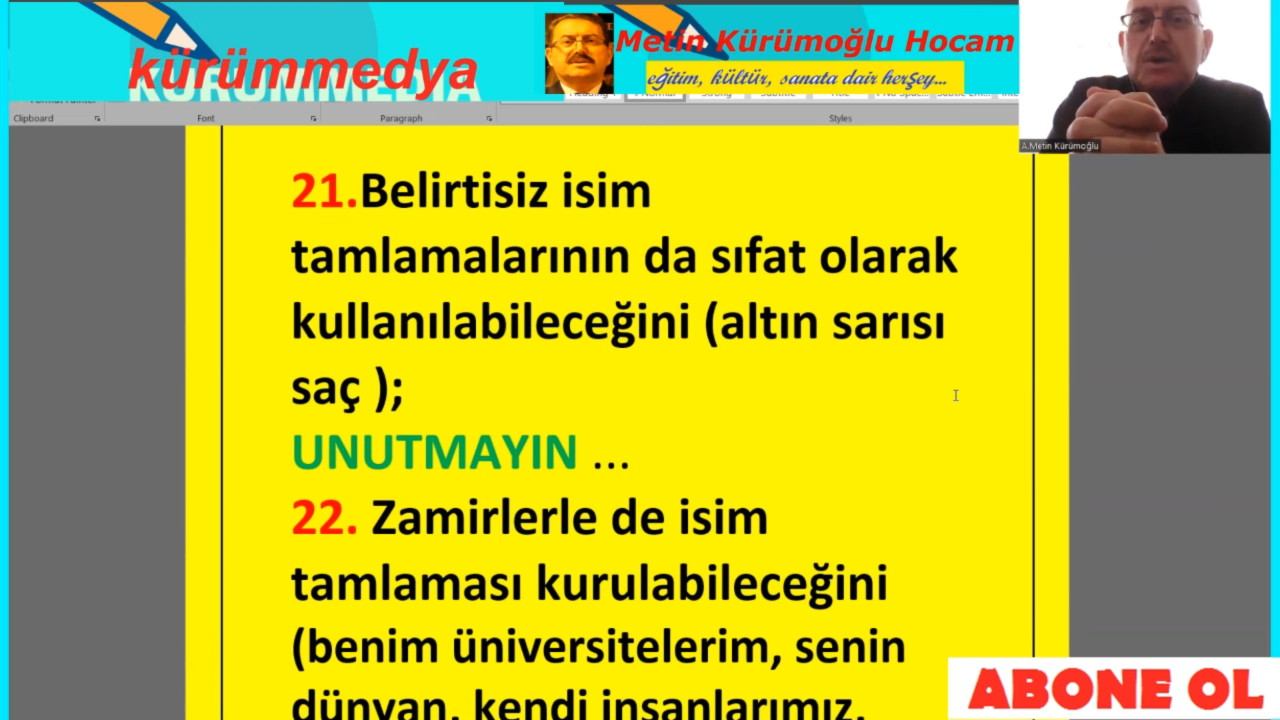 kürümmedya
Metin Kürümoğlu Hocam
eğitim, kültür, sanata dair herşey...
Clipboard
Font
Paragraph
Styles
A.Metin Kürümoğlu
21.Belirtisiz isim
tamlamalarının da sıfat olarak
kullanılabileceğini (altın sarısı
saç );
UNUTMAYIN ...
22. Zamirlerle de isim
tamlaması kurulabileceğini
(benim üniversitelerim, senin
dünyan, kendi insanlarımız,
ABONE OL